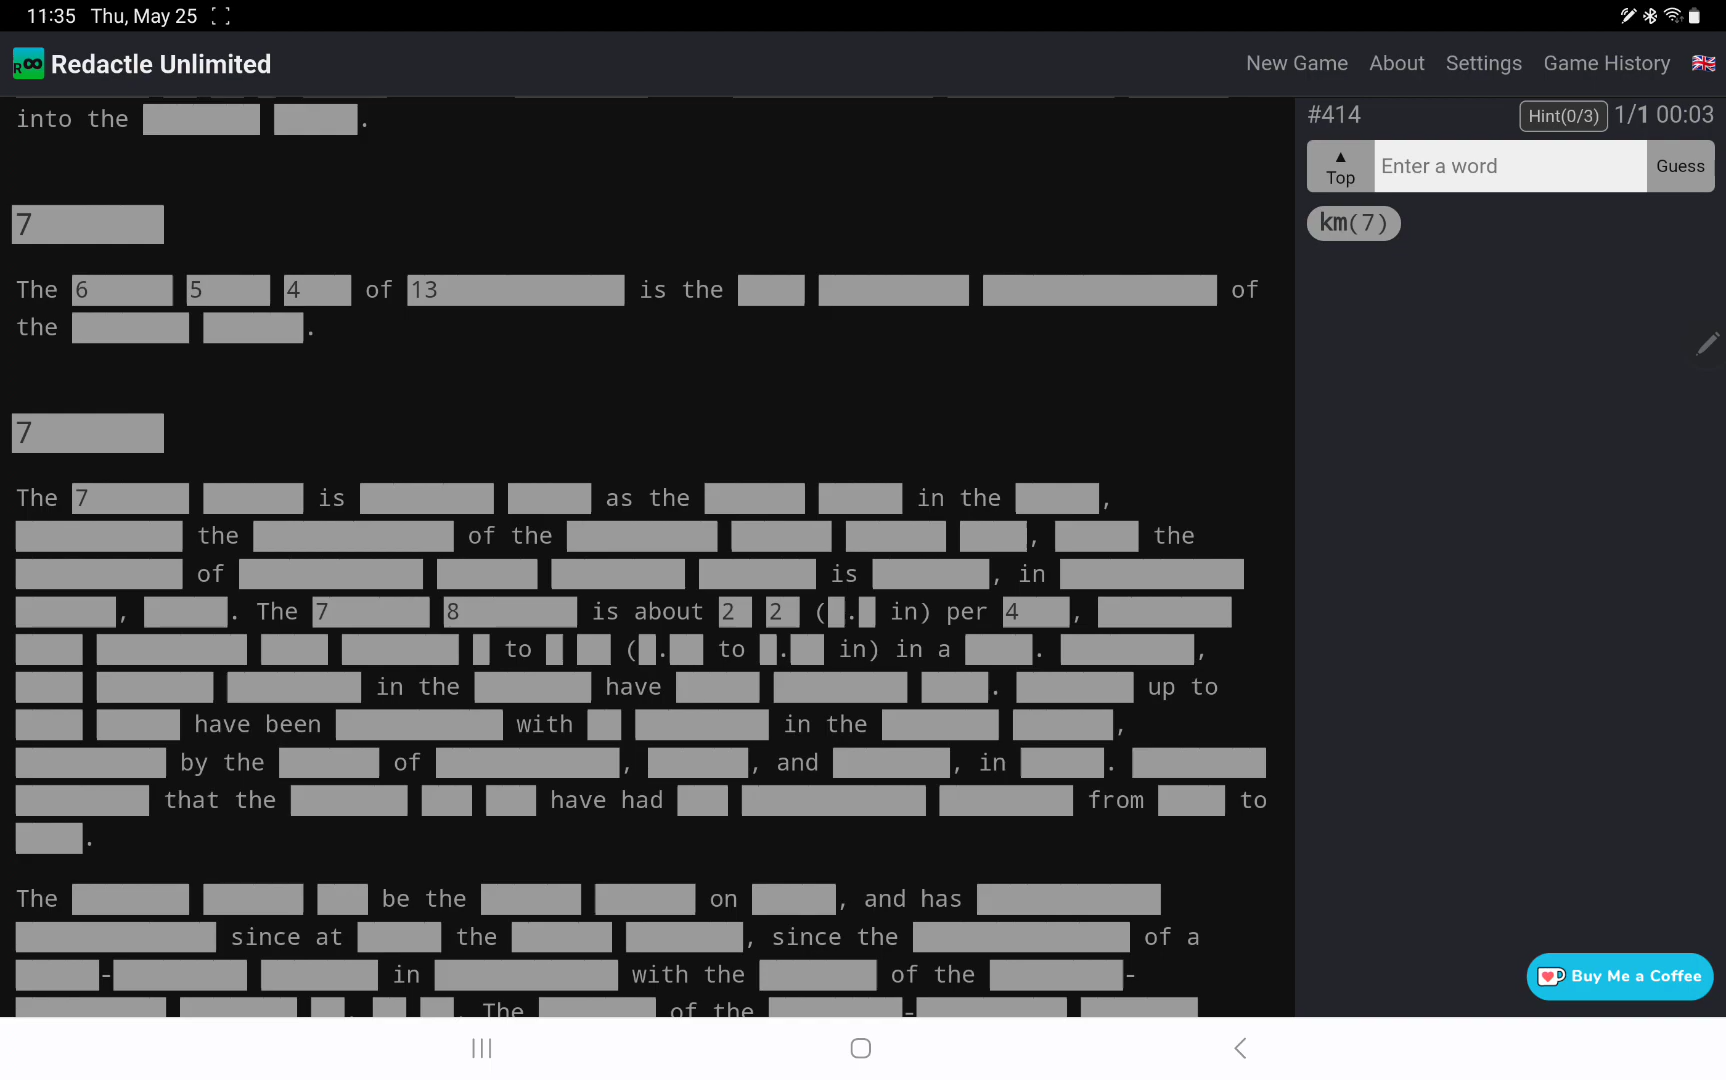 11:35 Thu, May 25
R∞ Redactle Unlimited
New Game About Settings Game History
into the .
7
The 6 5 4 of 13 is the of
the .
7
The 7 is as the in the ,
the of the , the
of is , in
, . The 7 8 is about 2 2 ( . in) per 4 ,
to ( . to . in) in a . ,
in the have . up to
have been with in the ,
by the of , , and , in .
that the have had from to
.
The be the on , and has
since at the , since the of a
- in with the of the -
. . The of the -
#414 Hint(0/3) 1/1 00:03
▲
Top Enter a word Guess
km(7)
Buy Me a Coffee